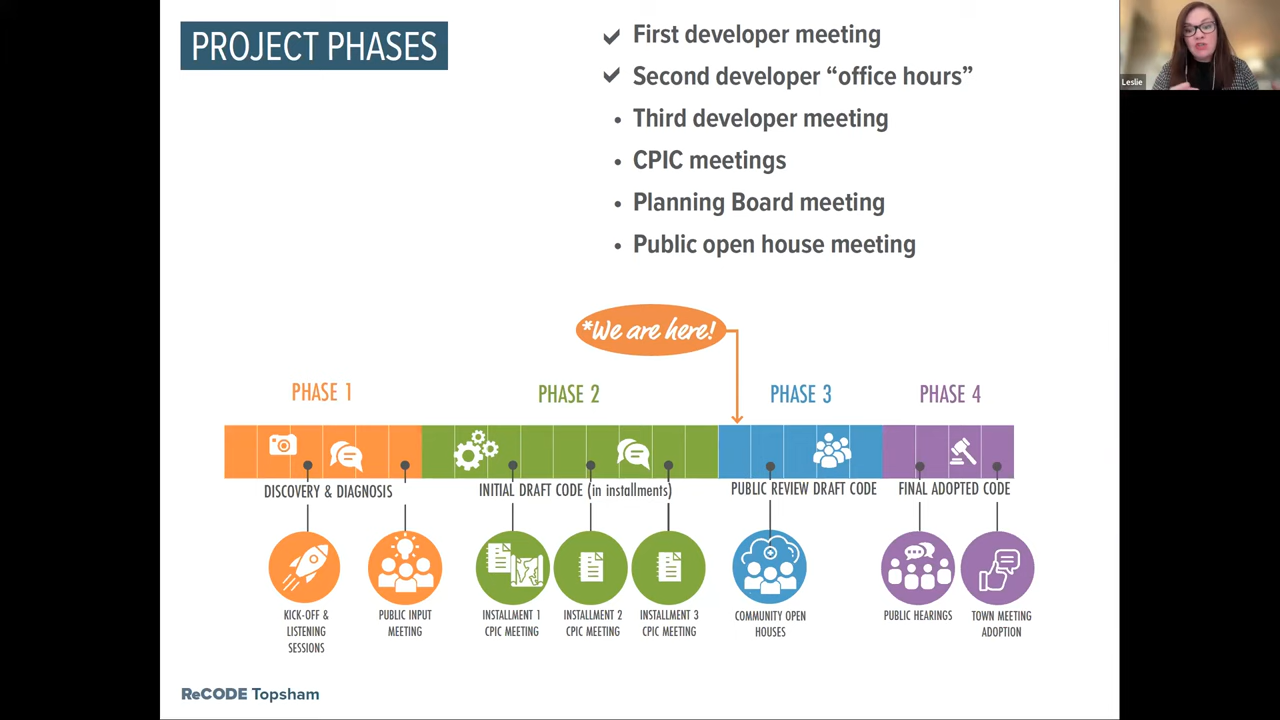 PROJECT PHASES
First developer meeting
Second developer “office hours”
Third developer meeting
CPIC meetings
Planning Board meeting
Public open house meeting
Leslie
*We are here!
PHASE 1
PHASE 2
PHASE 3
PHASE 4
DISCOVERY & DIAGNOSIS
INITIAL DRAFT CODE (in installments)
PUBLIC REVIEW DRAFT CODE
FINAL ADOPTED CODE
KICK-OFF &
LISTENING
SESSIONS
PUBLIC INPUT
MEETING
INSTALLMENT 1
CPIC MEETING
INSTALLMENT 2
CPIC MEETING
INSTALLMENT 3
CPIC MEETING
COMMUNITY OPEN
HOUSES
PUBLIC HEARINGS
TOWN MEETING
ADOPTION
ReCODE Topsham